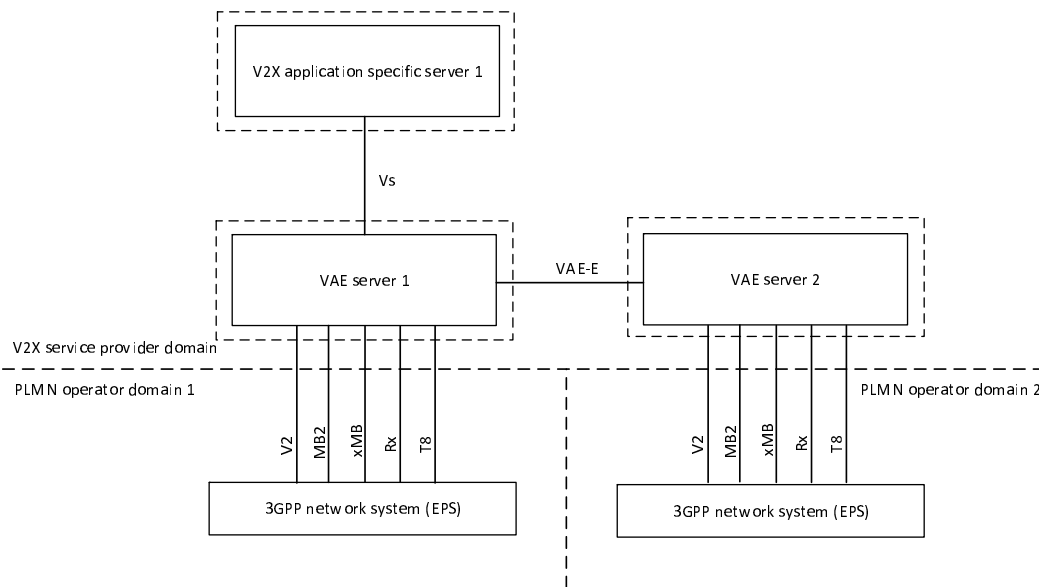 V2X application specific server 1
Vs
VAE server 1
VAE-E
VAE server 2
V2X service provider domain
PLMN operator domain 1
PLMN operator domain 2
V2
MB2
xMB
Rx
T8
V2
MB2
xMB
Rx
T8
3GPP network system (EPS)
3GPP network system (EPS)